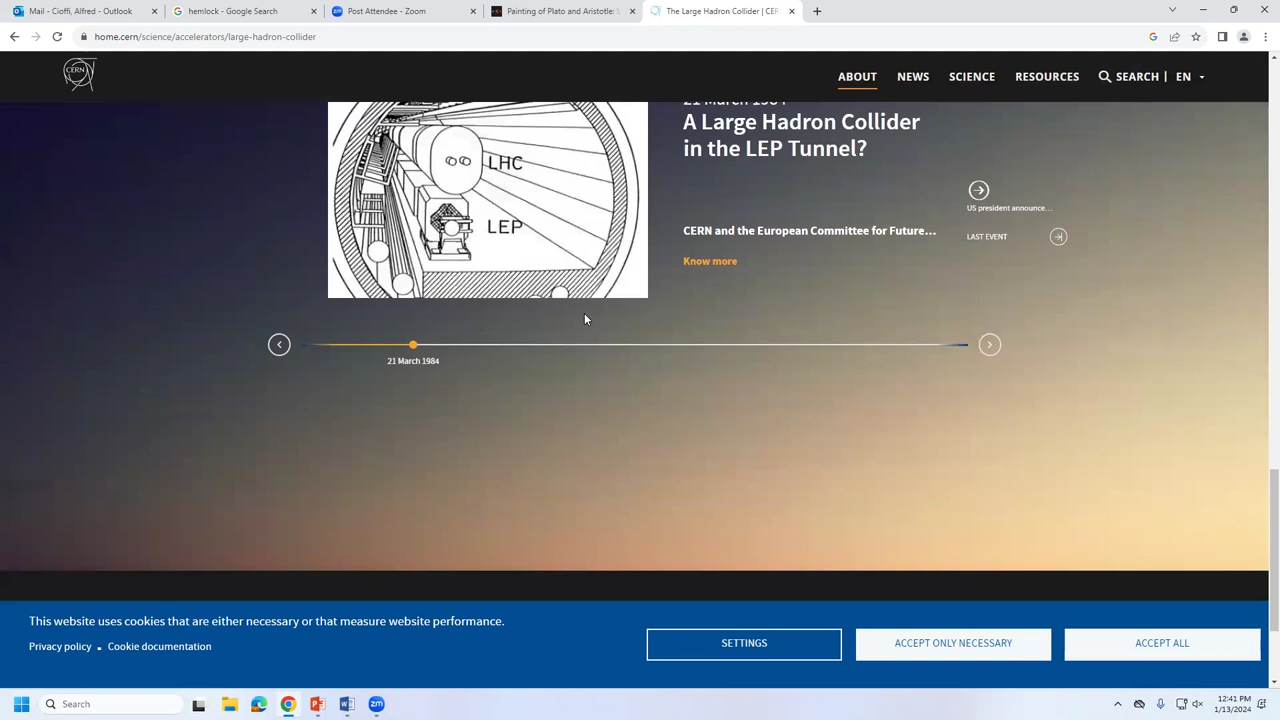 Mail - Cioffi, Alfred - Outlook
hemlock - Google Search
Post Attendee - Zoom
Painting of Plato and Aristotle: S
The Large Hadron Collider | CER
home.cern/science/accelerators/large-hadron-collider
CERN
ABOUT
NEWS
SCIENCE
RESOURCES
SEARCH |
EN
21 March 1984
A Large Hadron Collider
in the LEP Tunnel?
LHC
LEP
US president announce...
CERN and the European Committee for Future...
LAST EVENT
Know more
21 March 1984
This website uses cookies that are either necessary or that measure website performance.
Privacy policy
Cookie documentation
SETTINGS
ACCEPT ONLY NECESSARY
ACCEPT ALL
Search
zm
12:41 PM
1/13/2024